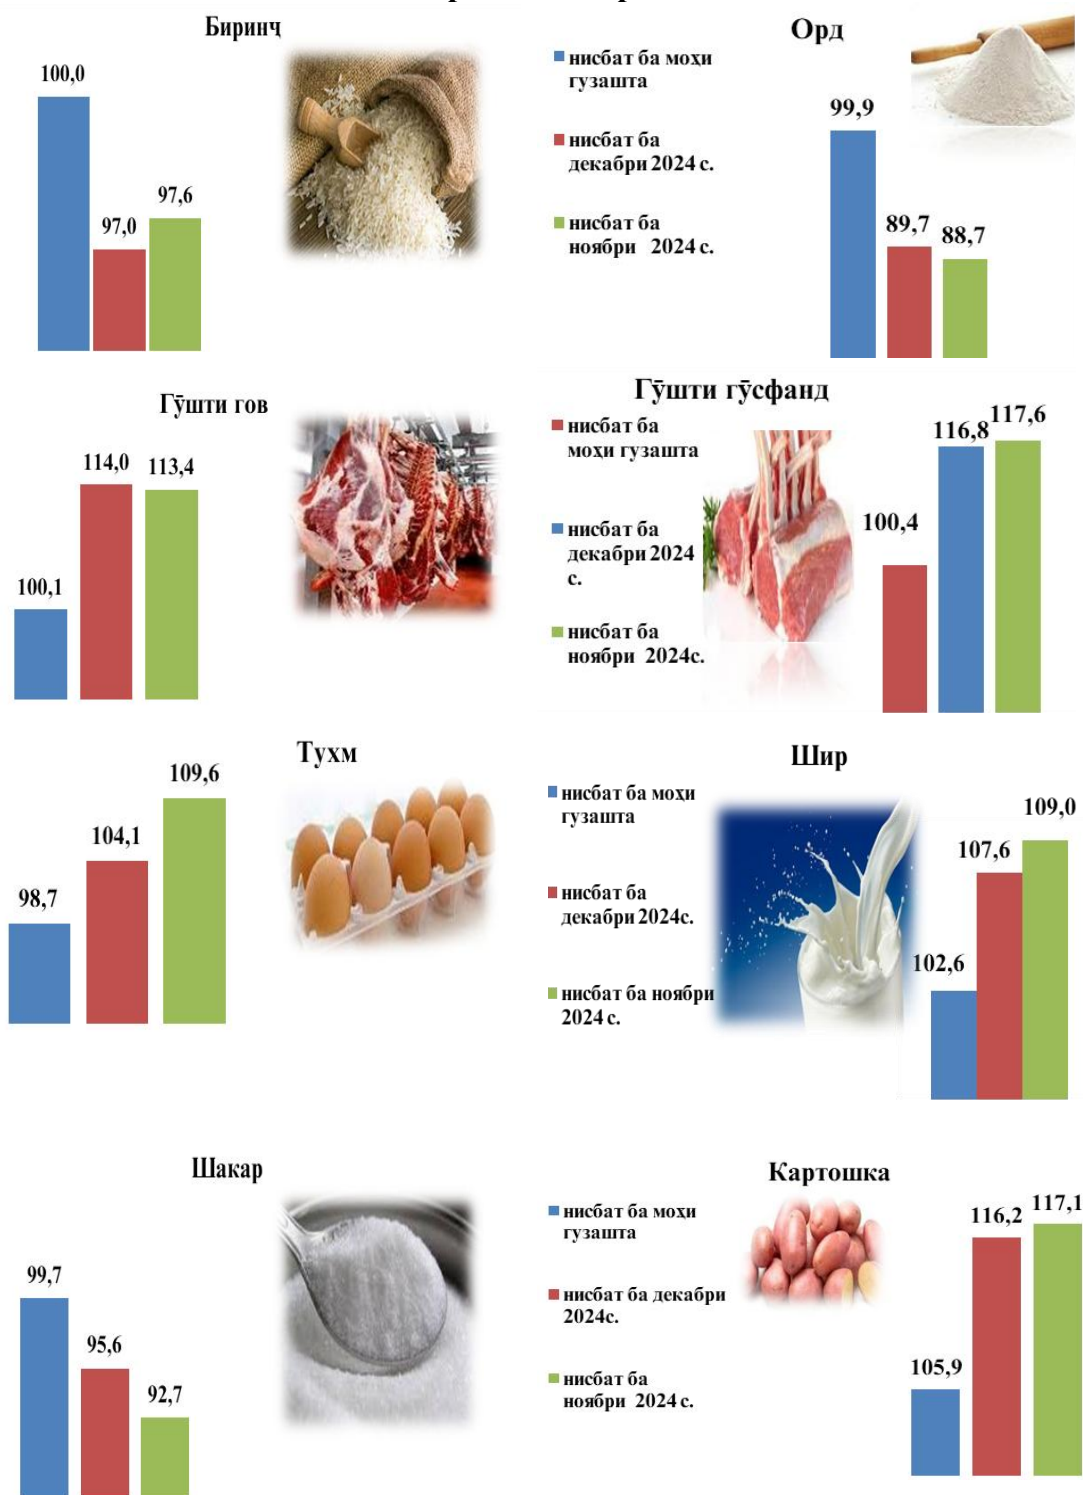 Биринҷ
100,0
97,0
97,6
Орд
нисбат ба моҳи
гузашта
нисбат ба
декабри 2024 с.
нисбат ба
ноябри 2024 с.
99,9
89,7
88,7
Гӯшти гов
100,1
114,0
113,4
Гӯшти гӯсфанд
нисбат ба
моҳи гузашта
нисбат ба
декабри 2024
с.
нисбат ба
ноябри 2024с.
100,4
116,8
117,6
Тухм
98,7
104,1
109,6
Шир
нисбат ба моҳи
гузашта
нисбат ба
декабри 2024с.
нисбат ба ноябри
2024 с.
102,6
107,6
109,0
Шакар
99,7
95,6
92,7
Картошка
нисбат ба моҳи
гузашта
нисбат ба декабри
2024с.
нисбат ба
ноябри 2024 с.
105,9
116,2
117,1